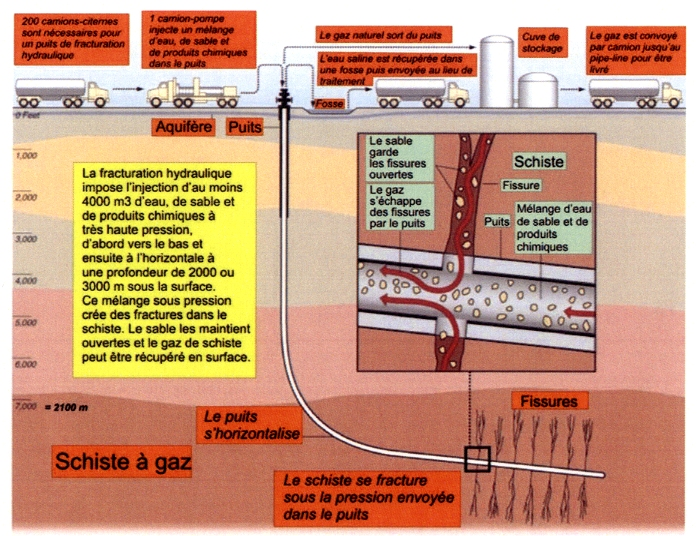 200 camions-citernes
sont nécessaires pour
un puits de fracturation
hydraulique
1 camion-pompe
injecte un mélange
d'eau, de sable et
de produits chimiques
dans le puits
Le gaz naturel sort du puits
L'eau saline est récupérée dans
une fosse puis envoyée au lieu de
traitement
Cuve de
stockage
Le gaz est convoyé
par camion jusqu'au
pipe-line pour être
livré
Fosse
0 Feet
Aquifère
Puits
1,000
2,000
3,000
4,000
5,000
6,000
7,000
= 2100 m
La fracturation hydraulique
impose l'injection d'au moins
4000 m3 d'eau, de sable et
de produits chimiques à
très haute pression,
d'abord vers le bas et
ensuite à l'horizontale à
une profondeur de 2000 ou
3000 m sous la surface.
Ce mélange sous pression
crée des fractures dans le
schiste. Le sable les maintient
ouvertes et le gaz de schiste
peut être récupéré en surface.
Le sable
garde
les fissures
ouvertes
Schiste
Fissure
Le gaz
s'échappe
des fissures
par le puits
Puits
Mélange d'eau
de sable et de
produits
chimiques
Fissures
Le puits
s'horizontalise
Schiste à gaz
Le schiste se fracture
sous la pression envoyée
dans le puits